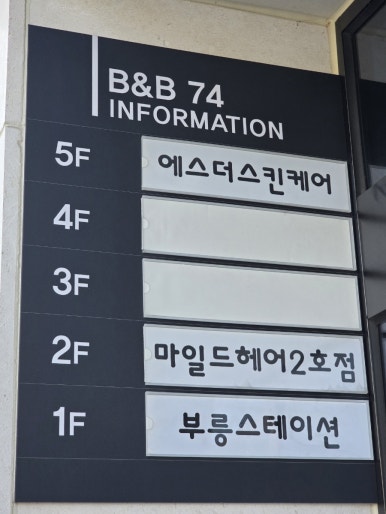 B&B 74
INFORMATION
5F 에스더스킨케어
4F
3F
2F 마일드헤어2호점
1F 부릉스테이션